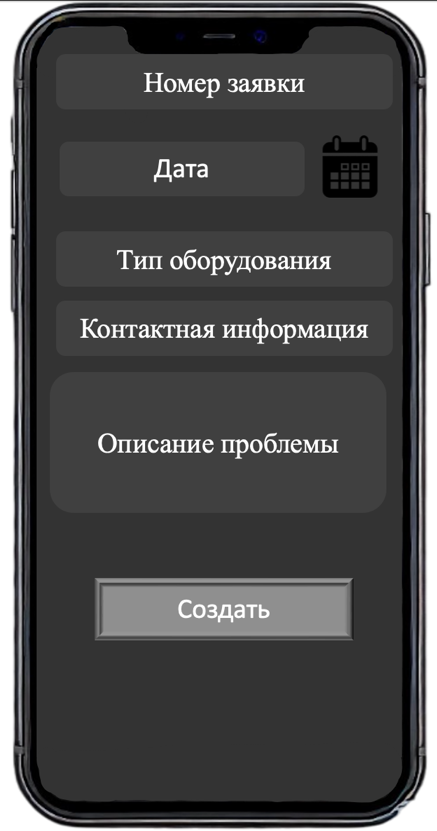 Номер заявки
Дата
Тип оборудования
Контактная информация
Описание проблемы
Создать